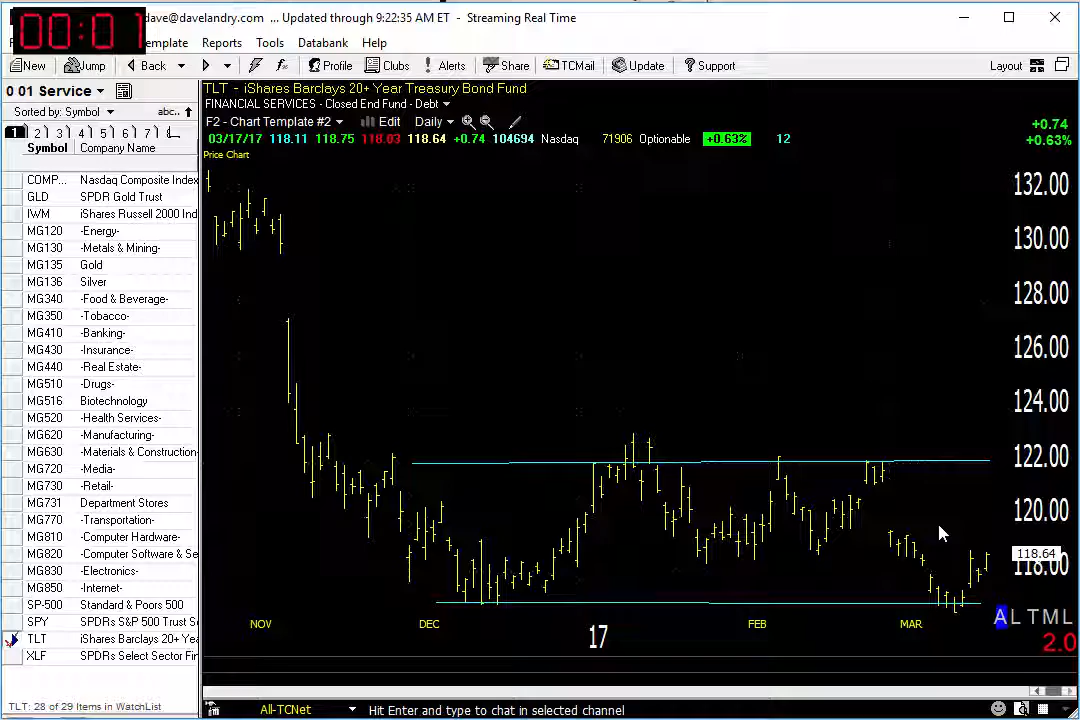 00:01
dave@davelandry.com ... Updated through 9:22:35 AM ET - Streaming Real Time
emplate Reports Tools Databank Help
New Jump Back Profile Clubs Alerts Share TCMail Update Support Layout
0 01 Service
Sorted by: Symbol abc..
1 2 3 4 5 6 7
Symbol Company Name
COMP... Nasdaq Composite Index
GLD SPDR Gold Trust
IWM iShares Russell 2000 Ind
MG120 -Energy-
MG130 -Metals & Mining-
MG135 Gold
MG136 Silver
MG340 -Food & Beverage-
MG350 -Tobacco-
MG410 -Banking-
MG430 -Insurance-
MG440 -Real Estate-
MG510 -Drugs-
MG516 Biotechnology
MG520 -Health Services-
MG620 -Manufacturing-
MG630 -Materials & Construction-
MG720 -Media-
MG730 -Retail-
MG731 Department Stores
MG770 -Transportation-
MG810 -Computer Hardware-
MG820 -Computer Software & Se
MG830 -Electronics-
MG850 -Internet-
SP-500 Standard & Poors 500
SPY SPDRs S&P 500 Trust S
TLT iShares Barclays 20+ Yea
XLF SPDRs Select Sector Fin
TLT: 28 of 29 Items in WatchList
TLT - iShares Barclays 20+ Year Treasury Bond Fund
FINANCIAL SERVICES - Closed End Fund - Debt
F2 - Chart Template #2 Edit Daily
03/17/17 118.11 118.75 118.03 118.64 +0.74 104694 Nasdaq 71906 Optionable +0.63% 12
+0.74
+0.63%
Price Chart
132.00
130.00
128.00
126.00
124.00
122.00
120.00
118.64
118.00
NOV DEC 17 FEB MAR
A L T M L
2.0
All-TCNet Hit Enter and type to chat in selected channel